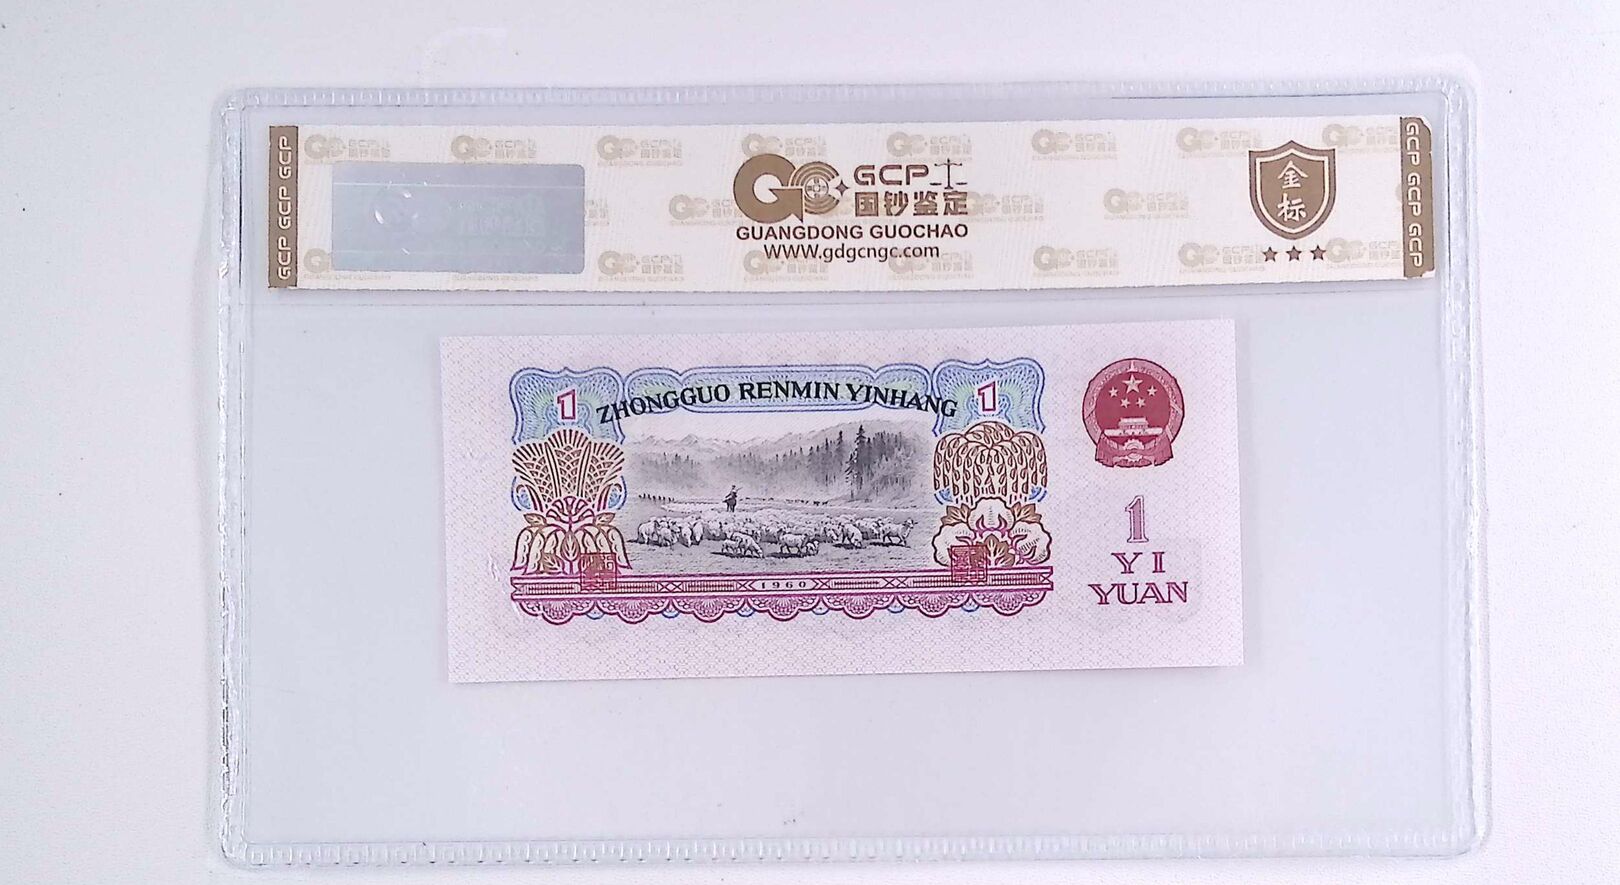 GCP GCP GCP
GCP
国钞鉴定
GUANGDONG GUOCHAO
WWW.gdgcngc.com
金
标
GCP GCP GCP
ZHONGGUO RENMIN YINHANG
1
1
1960
1
YI
YUAN